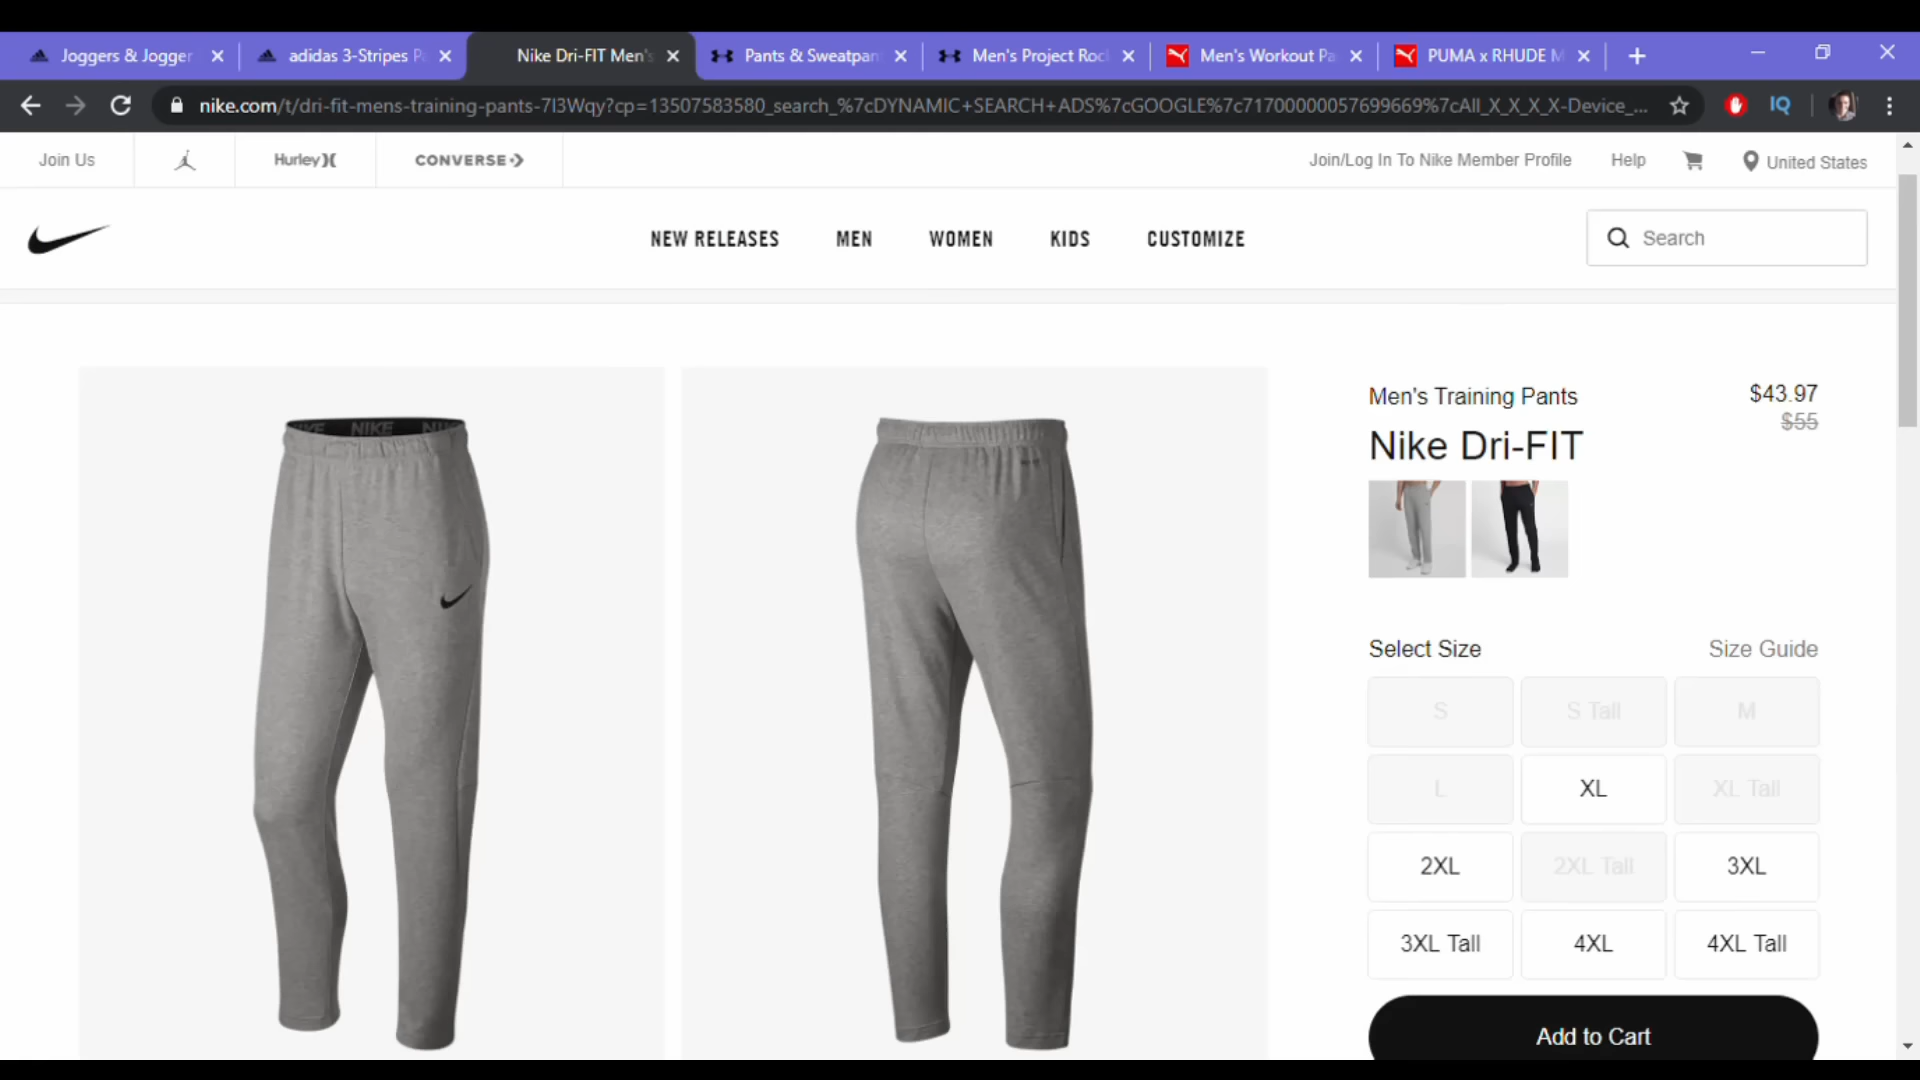 Joggers & Jogger
adidas 3-Stripes P
Nike Dri-FIT Men's
Pants & Sweatpan
Men's Project Roc
Men's Workout Pa
PUMA x RHUDE M
nike.com/t/dri-fit-mens-training-pants-7l3Wqy?cp=13507583580_search_%7cDYNAMIC+SEARCH+ADS%7cGOOGLE%7c71700000057699669%7cAll_X_X_X_X-Device_...
IQ
Join Us
Hurley
CONVERSE
Join/Log In To Nike Member Profile
Help
United States
NEW RELEASES
MEN
WOMEN
KIDS
CUSTOMIZE
Search
NIKE
Men's Training Pants
$43.97
$55
Nike Dri-FIT
Select Size
Size Guide
S
S Tall
M
L
XL
XL Tall
2XL
2XL Tall
3XL
3XL Tall
4XL
4XL Tall
Add to Cart